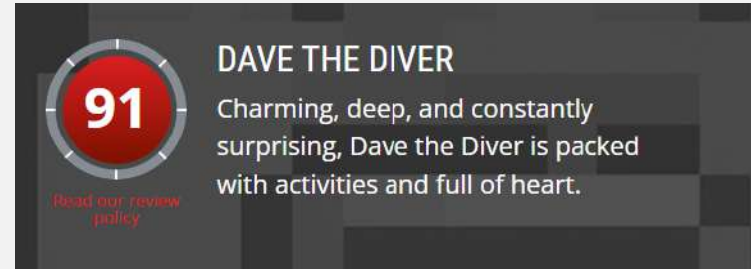 91
Read our review
policy
DAVE THE DIVER
Charming, deep, and constantly
surprising, Dave the Diver is packed
with activities and full of heart.